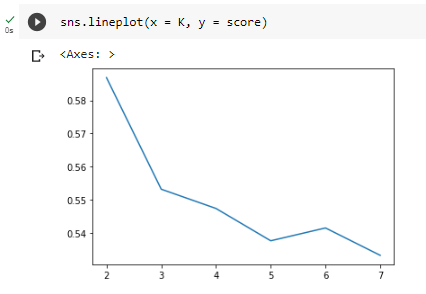 sns.lineplot(x = K, y = score)
0s
<Axes: >
0.58
0.57
0.56
0.55
0.54
2 3 4 5 6 7